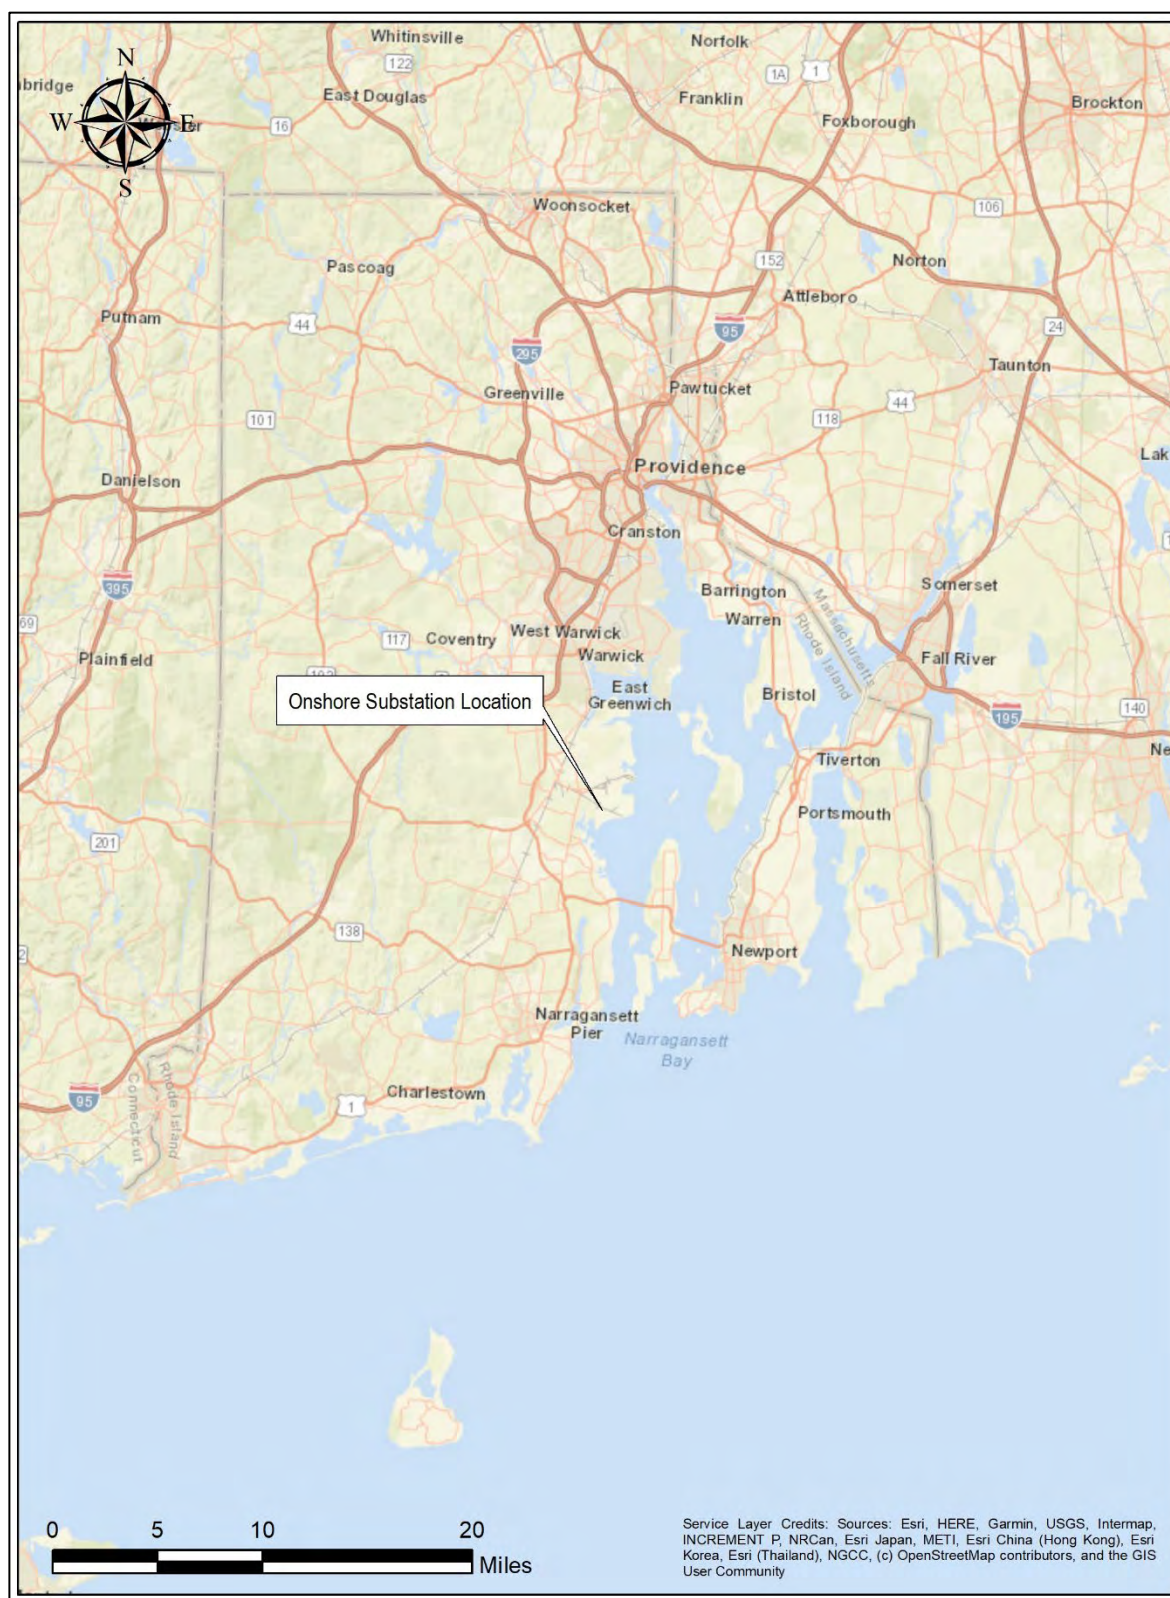 Whitinsville
Norfolk
122
1A
1
N
bridge
East Douglas
Franklin
Brockton
W
E
16
Foxborough
S
Woonsocket
106
Pascoag
152
Norton
Attleboro
Putnam
44
95
24
295
Taunton
Greenville
Pawtucket
101
118
44
Lak
Danielson
Providence
Cranston
395
Barrington
Massachusetts
Rhode Island
Somerset
69
Warren
117
Coventry
West Warwick
Plainfield
Warwick
Fall River
Onshore Substation Location
East
Greenwich
Bristol
195
140
Ne
Tiverton
Portsmouth
201
138
2
Newport
Narragansett
Pier
Narragansett
Bay
Rhode Island
Connecticut
95
Charlestown
1
0 5 10 20
Miles
Service Layer Credits: Sources: Esri, HERE, Garmin, USGS, Intermap,
INCREMENT P, NRCan, Esri Japan, METI, Esri China (Hong Kong), Esri
Korea, Esri (Thailand), NGCC, (c) OpenStreetMap contributors, and the GIS
User Community